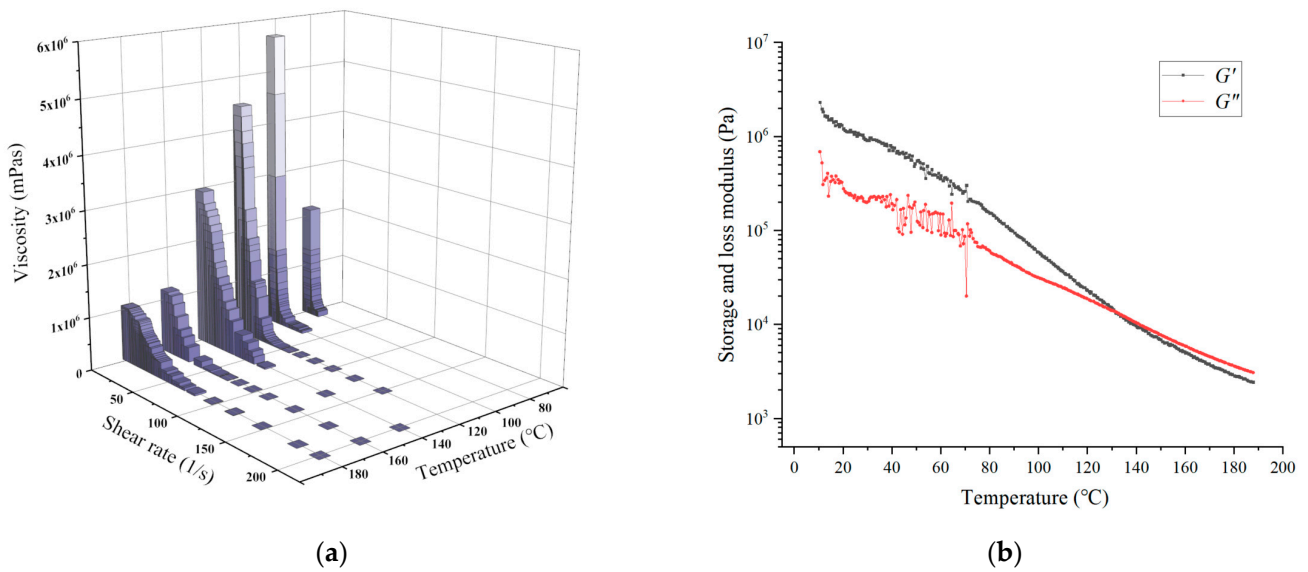 6x10⁶
5x10⁶
4x10⁶
3x10⁶
2x10⁶
1x10⁶
0
Viscosity (mPas)
50
100
150
200
Shear rate (1/s)
180
160
140
120
100
80
Temperature (°C)
(a)
10⁷
10⁶
10⁵
10⁴
10³
Storage and loss modulus (Pa)
G'
G"
0 20 40 60 80 100 120 140 160 180 200
Temperature (℃)
(b)